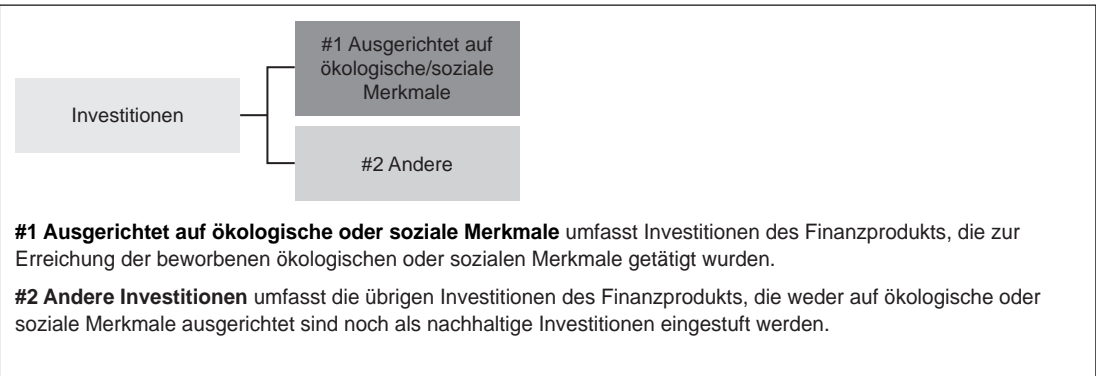 #1 Ausgerichtet auf
ökologische/soziale
Merkmale
Investitionen
#2 Andere
#1 Ausgerichtet auf ökologische oder soziale Merkmale umfasst Investitionen des Finanzprodukts, die zur
Erreichung der beworbenen ökologischen oder sozialen Merkmale getätigt wurden.
#2 Andere Investitionen umfasst die übrigen Investitionen des Finanzprodukts, die weder auf ökologische oder
soziale Merkmale ausgerichtet sind noch als nachhaltige Investitionen eingestuft werden.